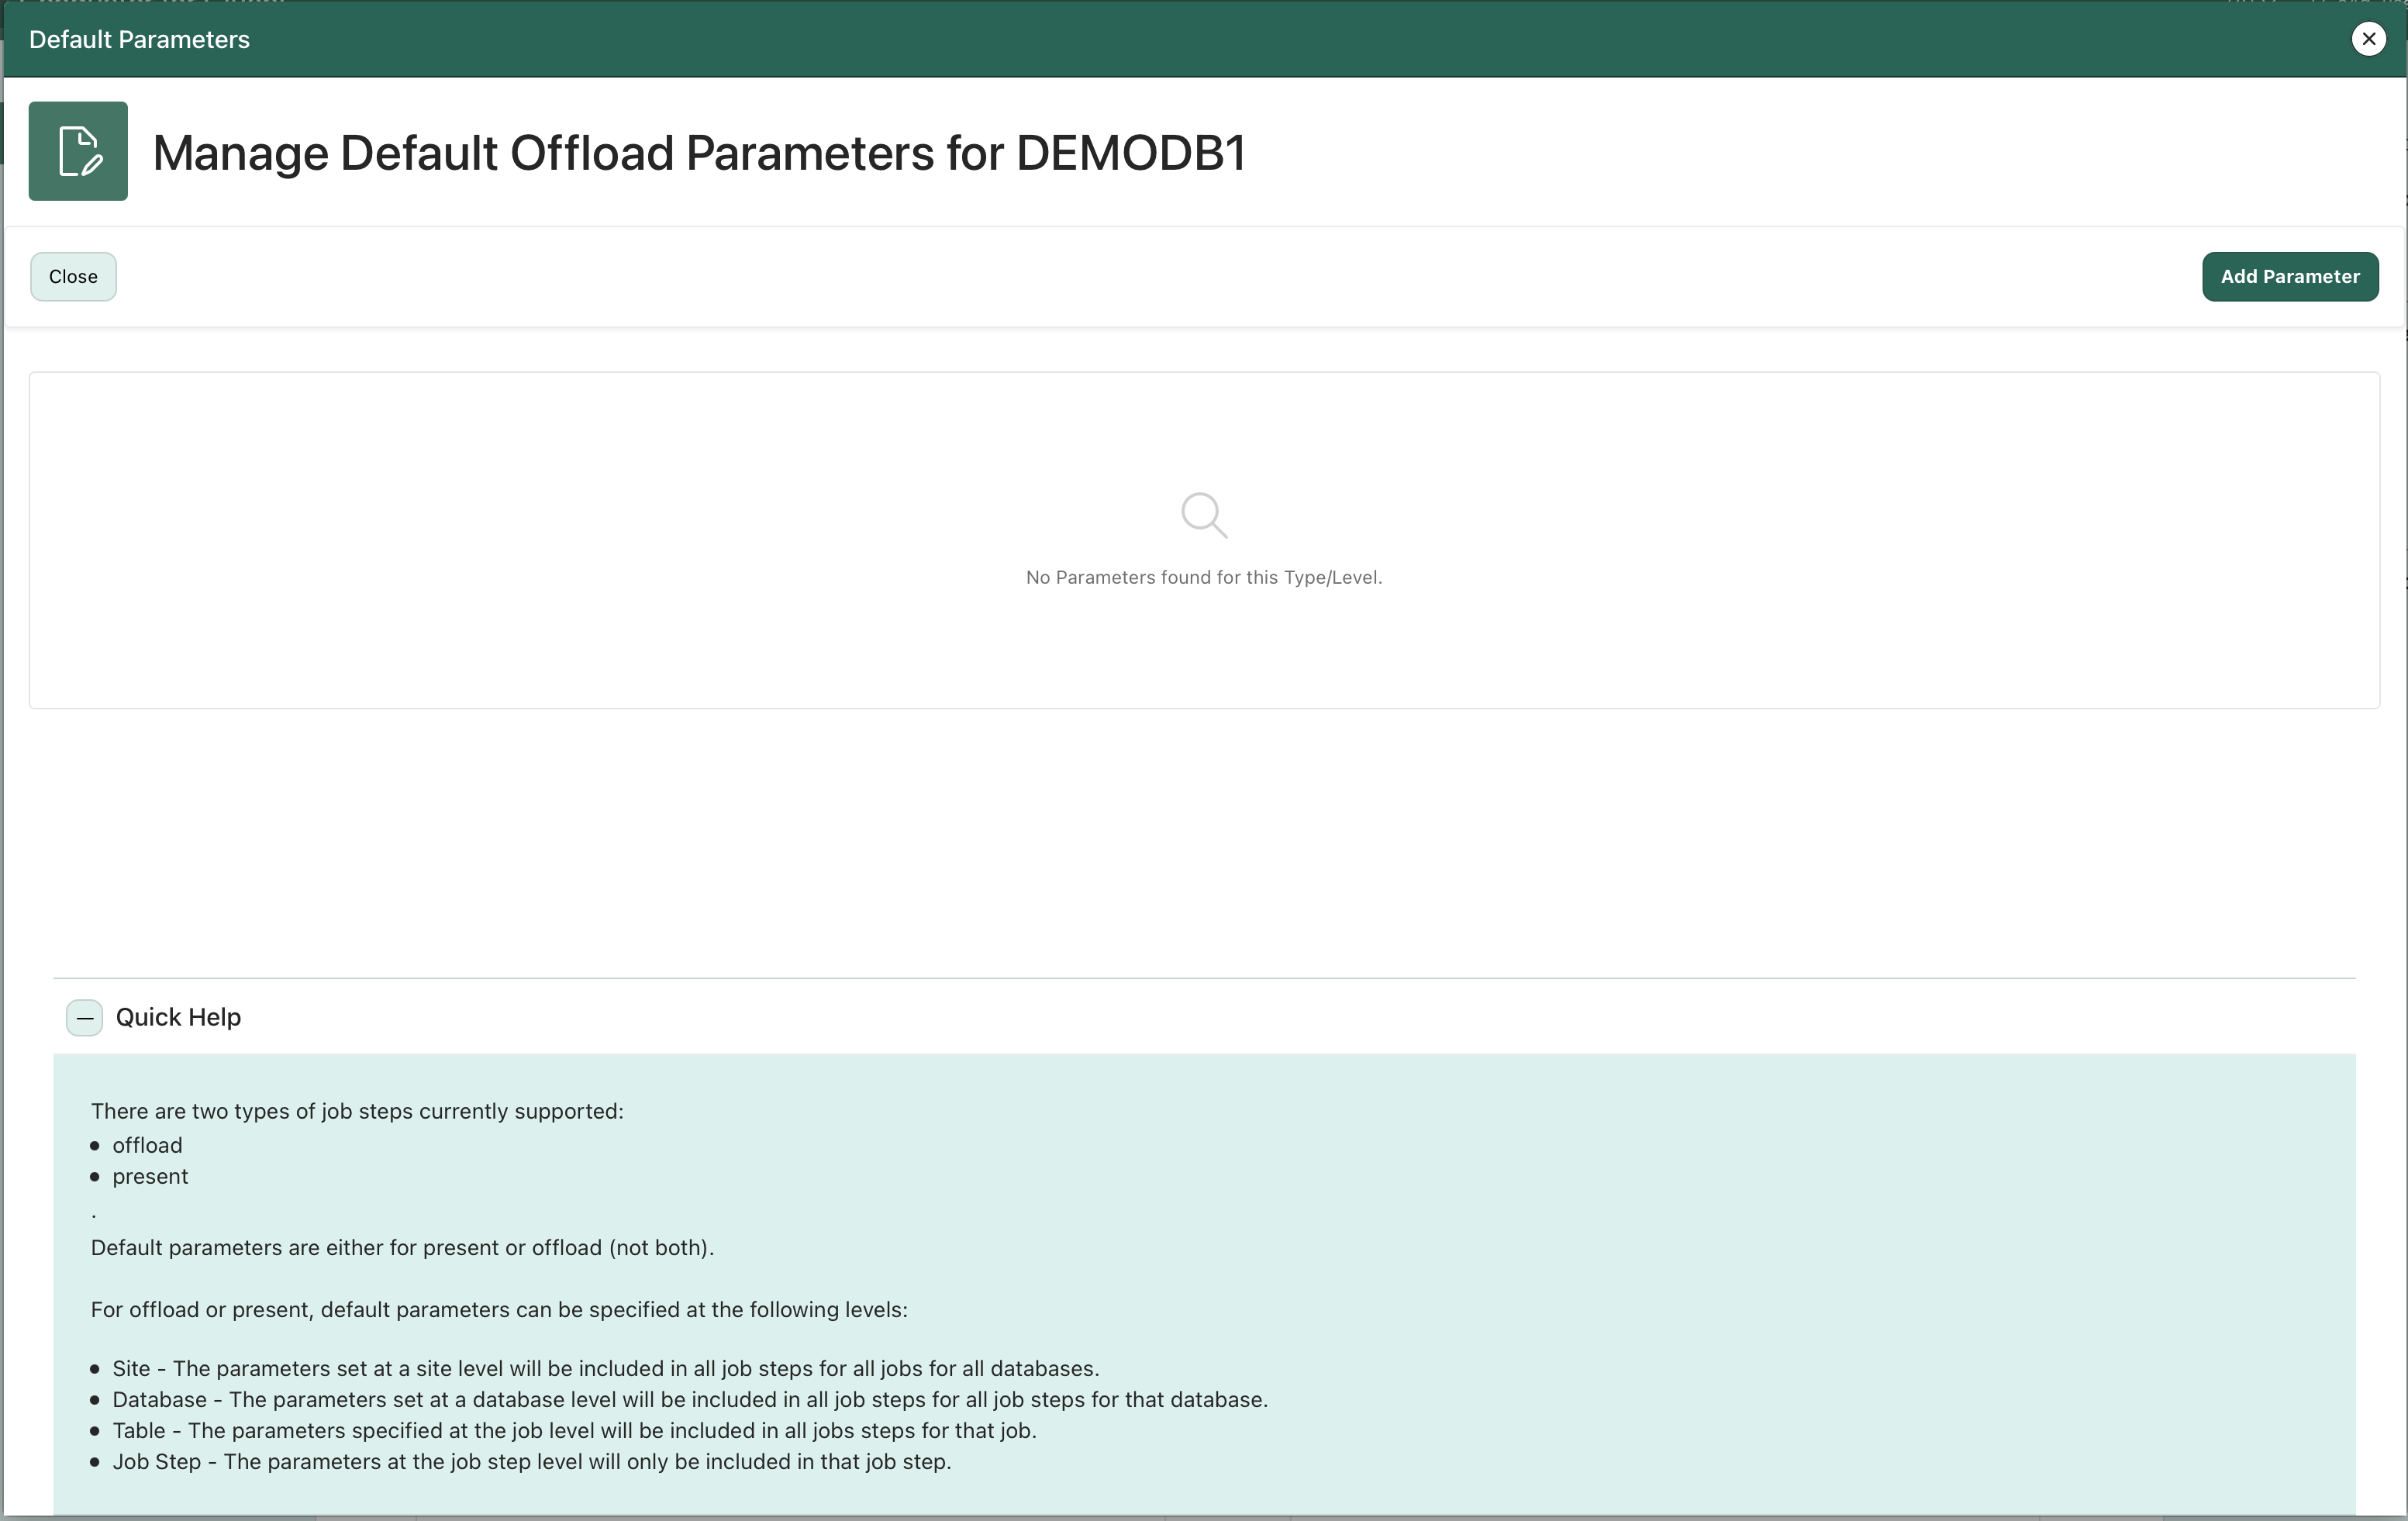 Default Parameters
Manage Default Offload Parameters for DEMODB1
Close
Add Parameter
No Parameters found for this Type/Level.
Quick Help
There are two types of job steps currently supported:
• offload
• present
.
Default parameters are either for present or offload (not both).
For offload or present, default parameters can be specified at the following levels:
• Site - The parameters set at a site level will be included in all job steps for all jobs for all databases.
• Database - The parameters set at a database level will be included in all job steps for all job steps for that database.
• Table - The parameters specified at the job level will be included in all jobs steps for that job.
• Job Step - The parameters at the job step level will only be included in that job step.